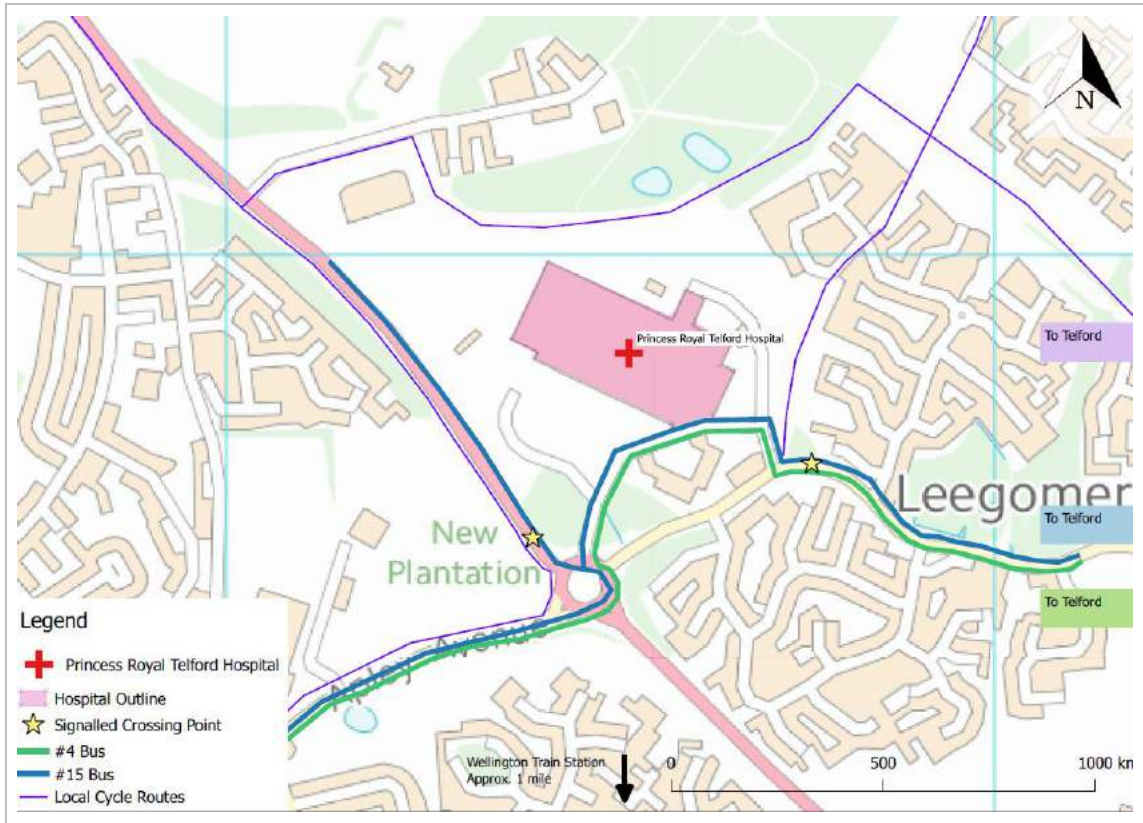 N
Princess Royal Telford Hospital
To Telford
Leegomer
To Telford
New
Plantation
To Telford
Legend
Princess Royal Telford Hospital
Hospital Outline
Signalled Crossing Point
#4 Bus
#15 Bus
Local Cycle Routes
Wellington Train Station
Approx. 1 mile
0 500 1000 km